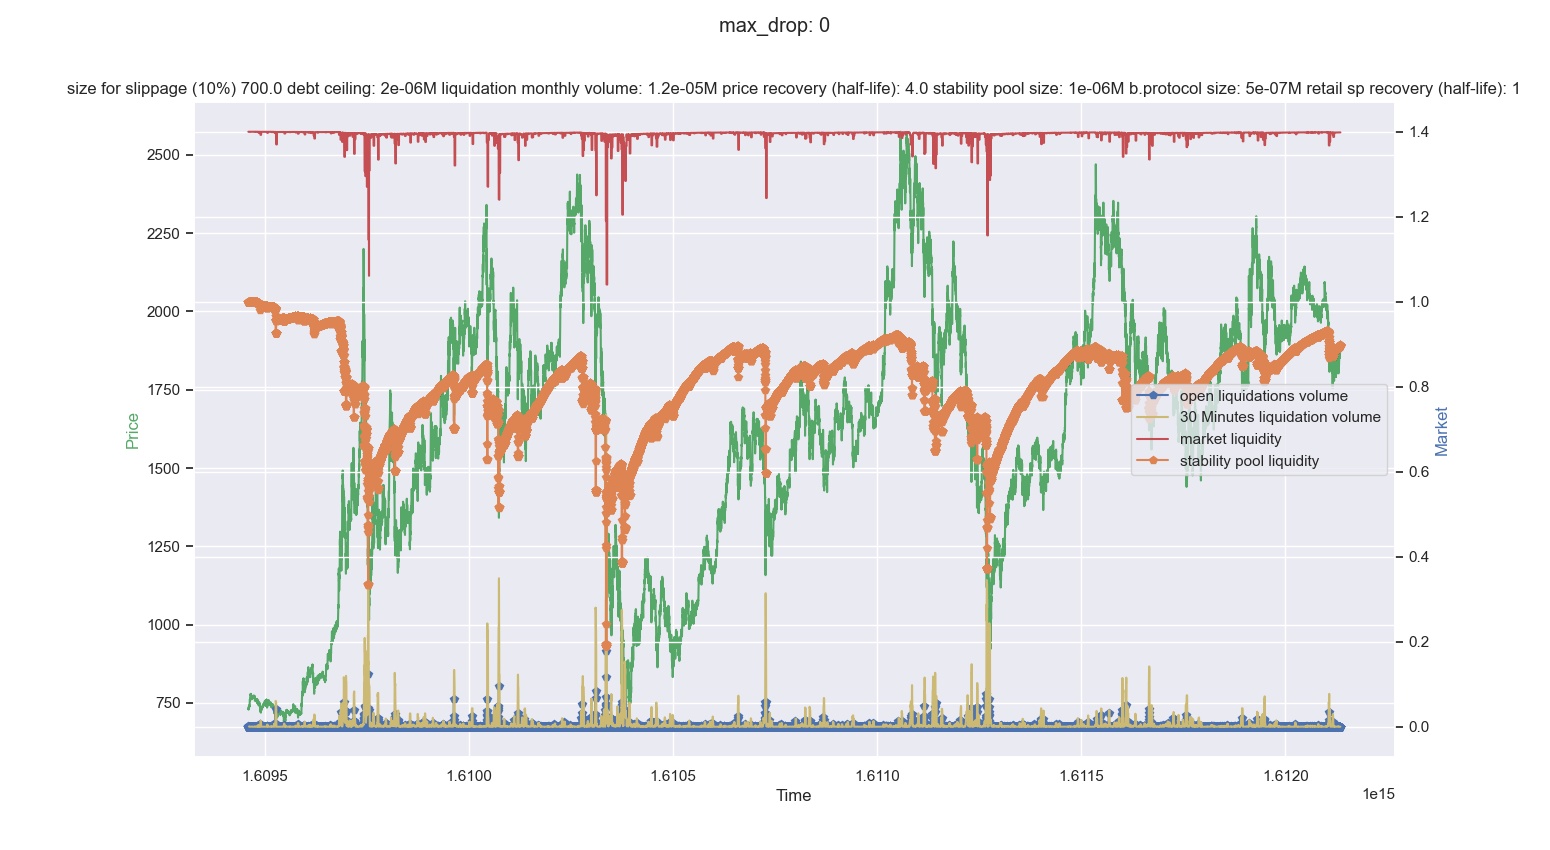 max_drop: 0
size for slippage (10%) 700.0 debt ceiling: 2e-06M liquidation monthly volume: 1.2e-05M price recovery (half-life): 4.0 stability pool size: 1e-06M b.protocol size: 5e-07M retail sp recovery (half-life): 1
2500
2250
2000
1750
1500
1250
1000
750
Price
1.4
1.2
1.0
0.8
0.6
0.4
0.2
0.0
Market
open liquidations volume
30 Minutes liquidation volume
market liquidity
stability pool liquidity
1.6095
1.6100
1.6105
1.6110
1.6115
1.6120
Time
1e15